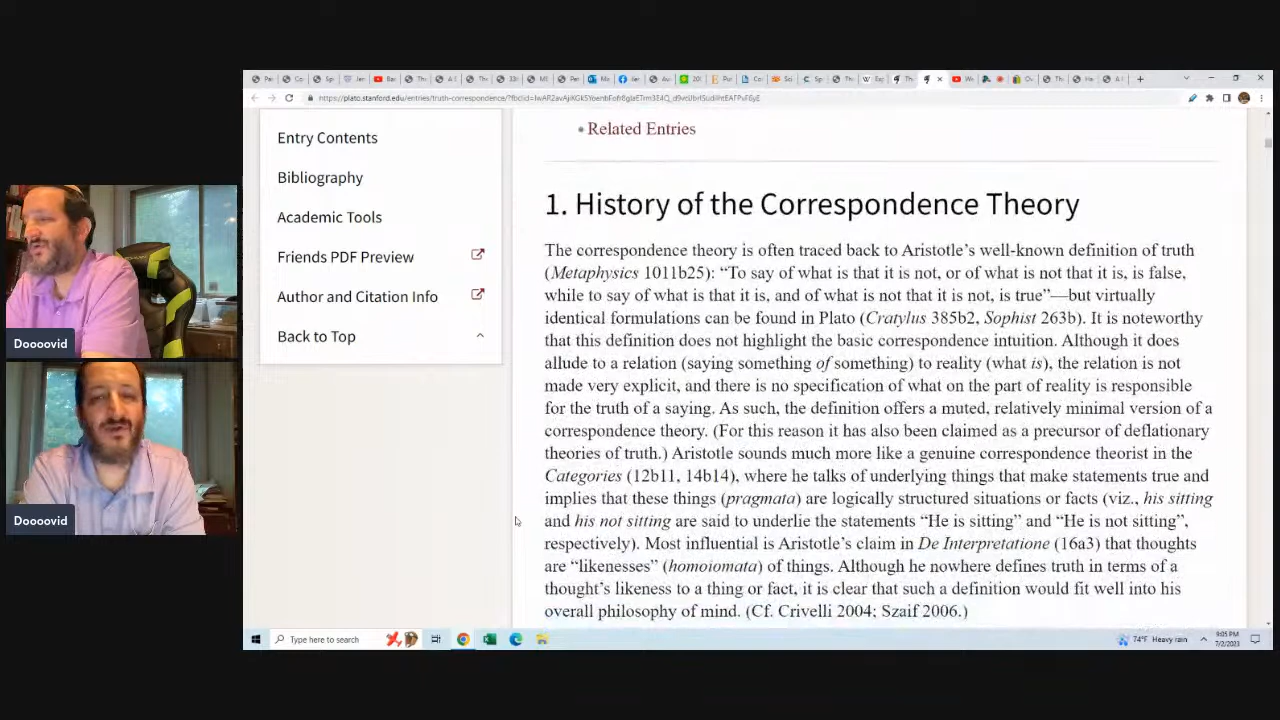 Related Entries
Entry Contents
Bibliography
Academic Tools
Friends PDF Preview
Author and Citation Info
Back to Top
1. History of the Correspondence Theory
The correspondence theory is often traced back to Aristotle’s well-known definition of truth
(Metaphysics 1011b25): “To say of what is that it is not, or of what is not that it is, is false,
while to say of what is that it is, and of what is not that it is not, is true”—but virtually
identical formulations can be found in Plato (Cratylus 385b2, Sophist 263b). It is noteworthy
that this definition does not highlight the basic correspondence intuition. Although it does
allude to a relation (saying something of something) to reality (what is), the relation is not
made very explicit, and there is no specification of what on the part of reality is responsible
for the truth of a saying. As such, the definition offers a muted, relatively minimal version of a
correspondence theory. (For this reason it has also been claimed as a precursor of deflationary
theories of truth.) Aristotle sounds much more like a genuine correspondence theorist in the
Categories (12b11, 14b14), where he talks of underlying things that make statements true and
implies that these things (pragmata) are logically structured situations or facts (viz., his sitting
and his not sitting are said to underlie the statements “He is sitting” and “He is not sitting”,
respectively). Most influential is Aristotle’s claim in De Interpretatione (16a3) that thoughts
are “likenesses” (homoiomata) of things. Although he nowhere defines truth in terms of a
thought’s likeness to a thing or fact, it is clear that such a definition would fit well into his
overall philosophy of mind. (Cf. Crivelli 2004; Szaif 2006.)
Doooovid
Doooovid
Type here to search
74°F Heavy rain
9:05 PM
7/2/2023